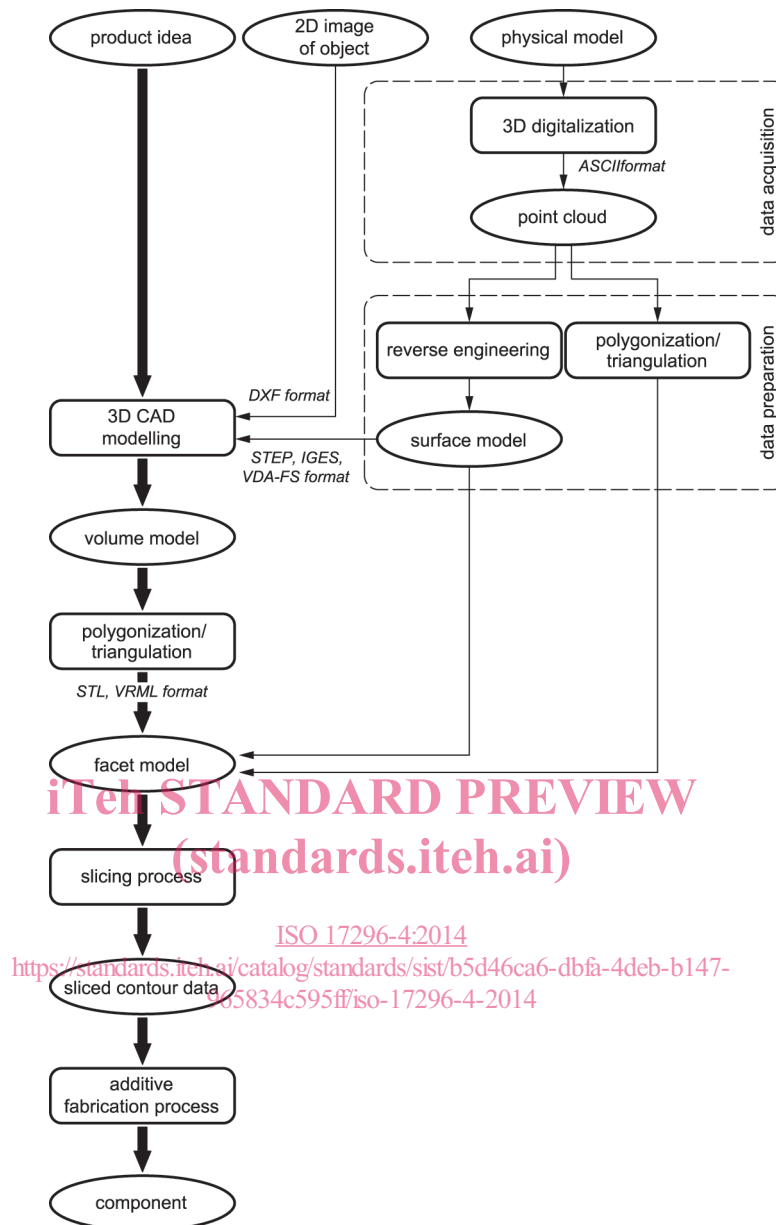 product idea
2D image
of object
physical model
3D digitalization
ASCIIformat
point cloud
data acquisition
reverse engineering
polygonization/
triangulation
data preparation
DXF format
3D CAD
modelling
surface model
STEP, IGES,
VDA-FS format
volume model
polygonization/
triangulation
STL, VRML format
facet model
iTeh STANDARD PREVIEW
(standards.iteh.ai)
slicing process
ISO 17296-4:2014
https://standards.iteh.ai/catalog/standards/sist/b5d46ca6-dbfa-4deb-b147-
sliced contour data
965834c595ff/iso-17296-4-2014
additive
fabrication process
component